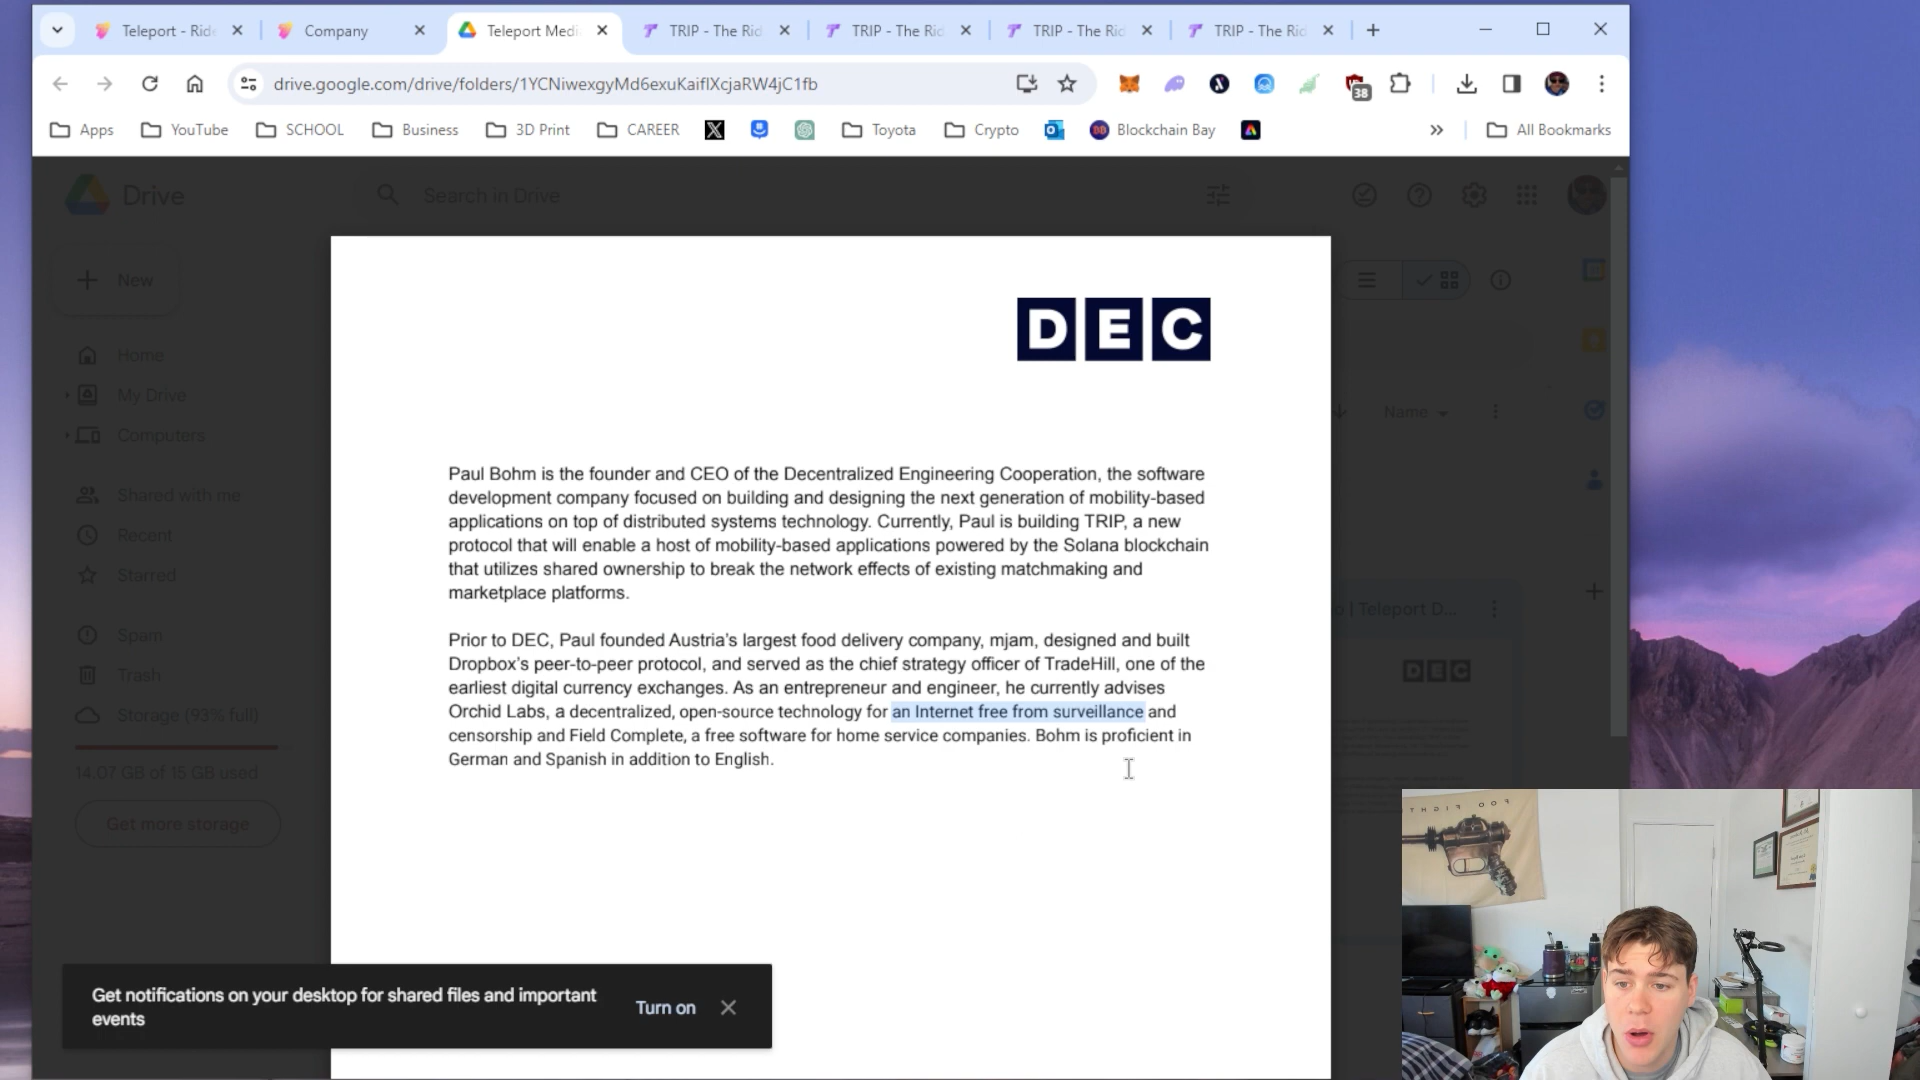 Teleport - Ride
Company
Teleport Medi
TRIP - The Rid
TRIP - The Rid
TRIP - The Rid
TRIP - The Rid
drive.google.com/drive/folders/1YCNiwexgyMd6exuKaiflXcjaRW4jC1fb
38
Apps
YouTube
SCHOOL
Business
3D Print
CAREER
Toyota
Crypto
Blockchain Bay
All Bookmarks
Drive
Search in Drive
New
Home
My Drive
Computers
Shared with me
Recent
Starred
Spam
Trash
Storage (93% full)
14.07 GB of 15 GB used
Get more storage
Name
| Teleport D...
DEC
DEC
Paul Bohm is the founder and CEO of the Decentralized Engineering Cooperation, the software
development company focused on building and designing the next generation of mobility-based
applications on top of distributed systems technology. Currently, Paul is building TRIP, a new
protocol that will enable a host of mobility-based applications powered by the Solana blockchain
that utilizes shared ownership to break the network effects of existing matchmaking and
marketplace platforms.
Prior to DEC, Paul founded Austria's largest food delivery company, mjam, designed and built
Dropbox's peer-to-peer protocol, and served as the chief strategy officer of TradeHill, one of the
earliest digital currency exchanges. As an entrepreneur and engineer, he currently advises
Orchid Labs, a decentralized, open-source technology for an Internet free from surveillance and
censorship and Field Complete, a free software for home service companies. Bohm is proficient in
German and Spanish in addition to English.
Get notifications on your desktop for shared files and important
events
Turn on